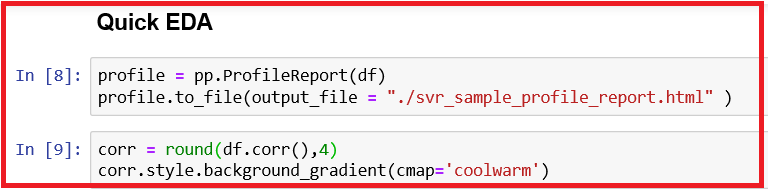 Quick EDA
In [8]: profile = pp.ProfileReport(df)
profile.to_file(output_file = "./svr_sample_profile_report.html" )
In [9]: corr = round(df.corr(),4)
corr.style.background_gradient(cmap='coolwarm')